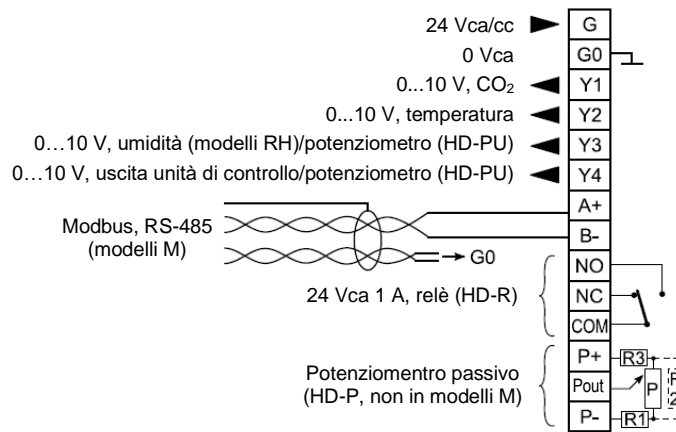 24 Vca/cc G
0 Vca G0
0...10 V, CO₂ Y1
0...10 V, temperatura Y2
0…10 V, umidità (modelli RH)/potenziometro (HD-PU) Y3
0…10 V, uscita unità di controllo/potenziometro (HD-PU) Y4
A+
Modbus, RS-485
(modelli M)
B-
G0
NO
24 Vca 1 A, relè (HD-R) NC
COM
P+ R3
Potenziomentro passivo
(HD-P, non in modelli M)
Pout P
P- R1